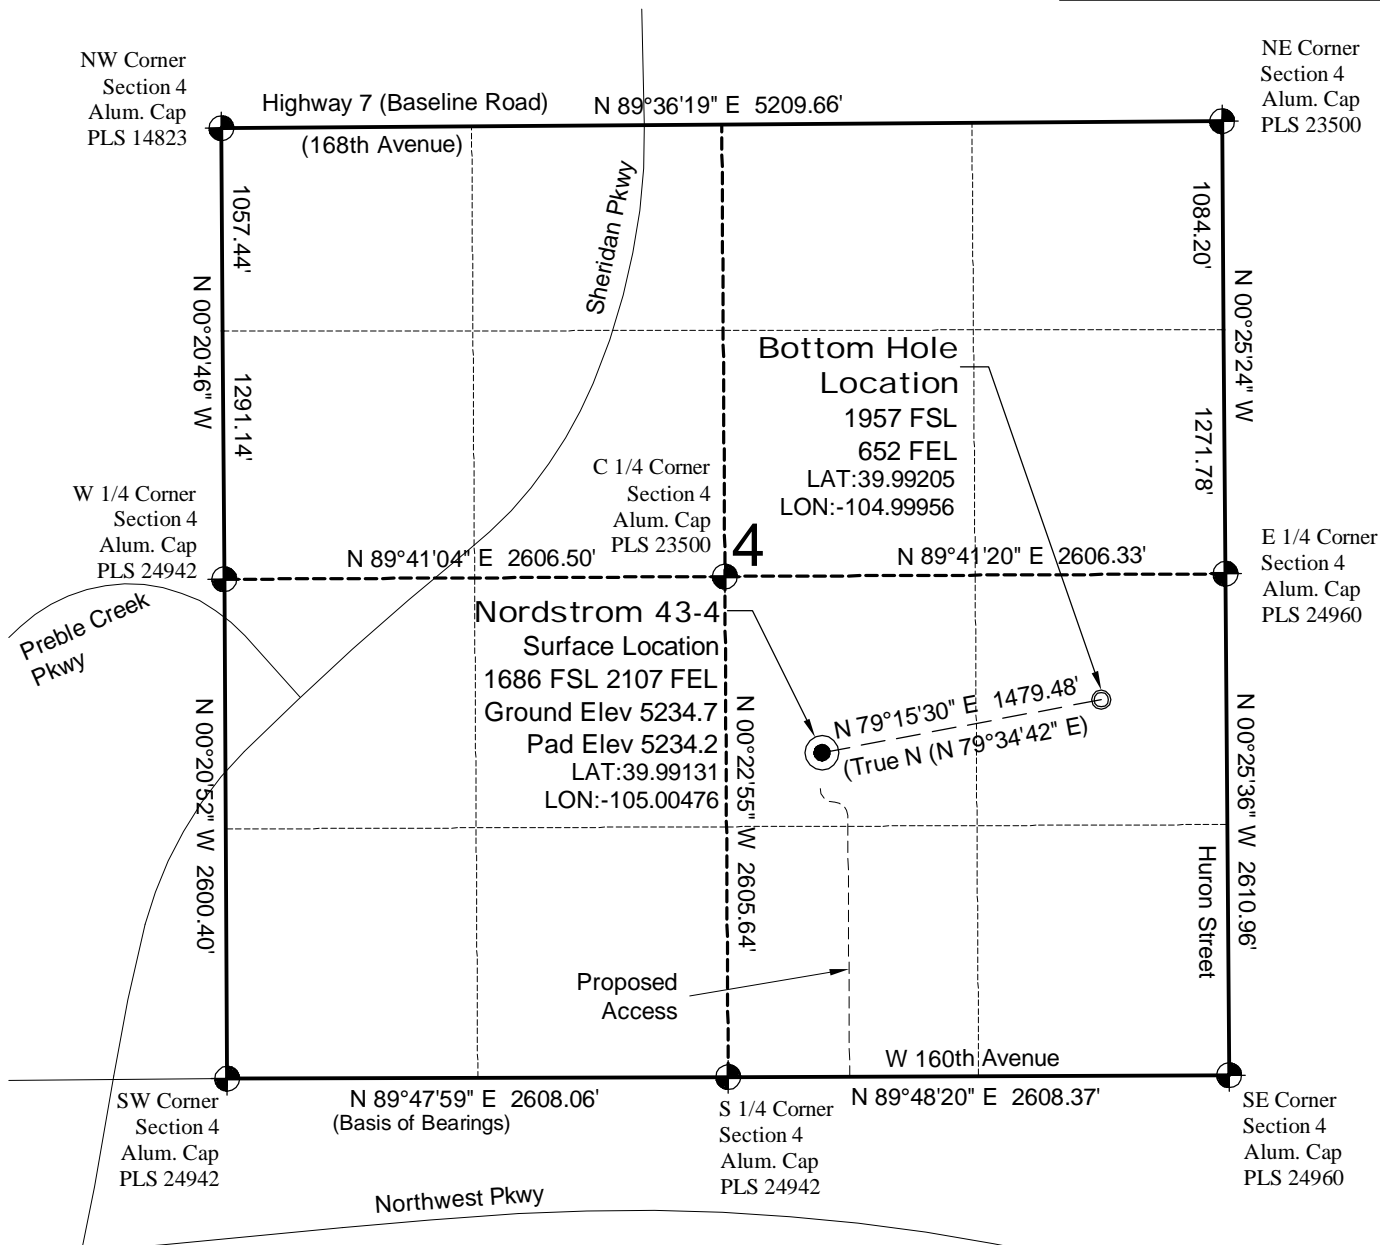 NW Corner
Section 4
Alum. Cap
PLS 14823
Highway 7 (Baseline Road)
(168th Avenue)
N 89°36'19" E 5209.66'
NE Corner
Section 4
Alum. Cap
PLS 23500
1057.44'
N 00°20'46" W
1291.14'
Sheridan Pkwy
1084.20'
N 00°25'24" W
1271.78'
Bottom Hole
Location
1957 FSL
652 FEL
LAT:39.99205
LON:-104.99956
C 1/4 Corner
Section 4
Alum. Cap
PLS 23500
4
W 1/4 Corner
Section 4
Alum. Cap
PLS 24942
N 89°41'04" E 2606.50'
N 89°41'20" E 2606.33'
E 1/4 Corner
Section 4
Alum. Cap
PLS 24960
Preble Creek
Pkwy
Nordstrom 43-4
Surface Location
1686 FSL 2107 FEL
Ground Elev 5234.7
Pad Elev 5234.2
LAT:39.99131
LON:-105.00476
N 79°15'30" E 1479.48'
(True N (N 79°34'42" E)
N 00°20'52" W 2600.40'
N 00°22'55" W 2605.64'
N 00°25'36" W 2610.96'
Huron Street
Proposed
Access
W 160th Avenue
SW Corner
Section 4
Alum. Cap
PLS 24942
N 89°47'59" E 2608.06'
(Basis of Bearings)
S 1/4 Corner
Section 4
Alum. Cap
PLS 24942
N 89°48'20" E 2608.37'
SE Corner
Section 4
Alum. Cap
PLS 24960
Northwest Pkwy